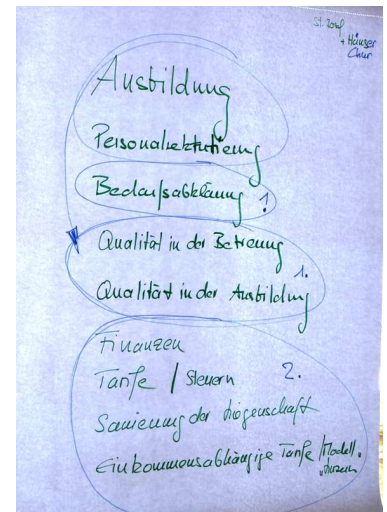 St. Josef
+ Häuser
Chur
Ausbildung
Personalrekrutierung
Bedarfsabklärung 1
Qualität in der Betreuung
1.
Qualität in der Ausbildung
Finanzen
Tarife / Steuern 2.
Sanierung der Liegenschaft
Einkommensabhängige Tarife / Modell